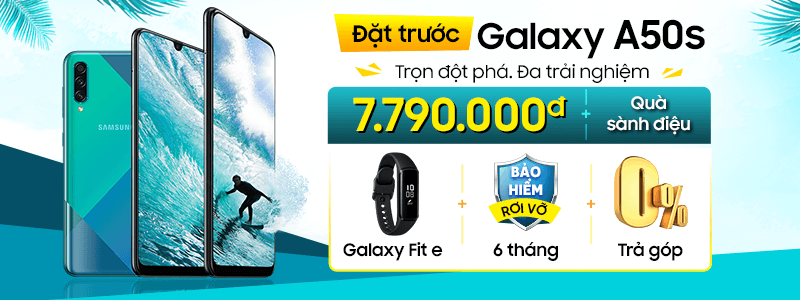 SAMSUNG
Đặt trước Galaxy A50s
Trọn đột phá. Đa trải nghiệm
7.790.000đ + Quà
sành điệu
10
08
+
BẢO
HIỂM
RƠI VỠ
+
0%
Galaxy Fit e
6 tháng
Trả góp